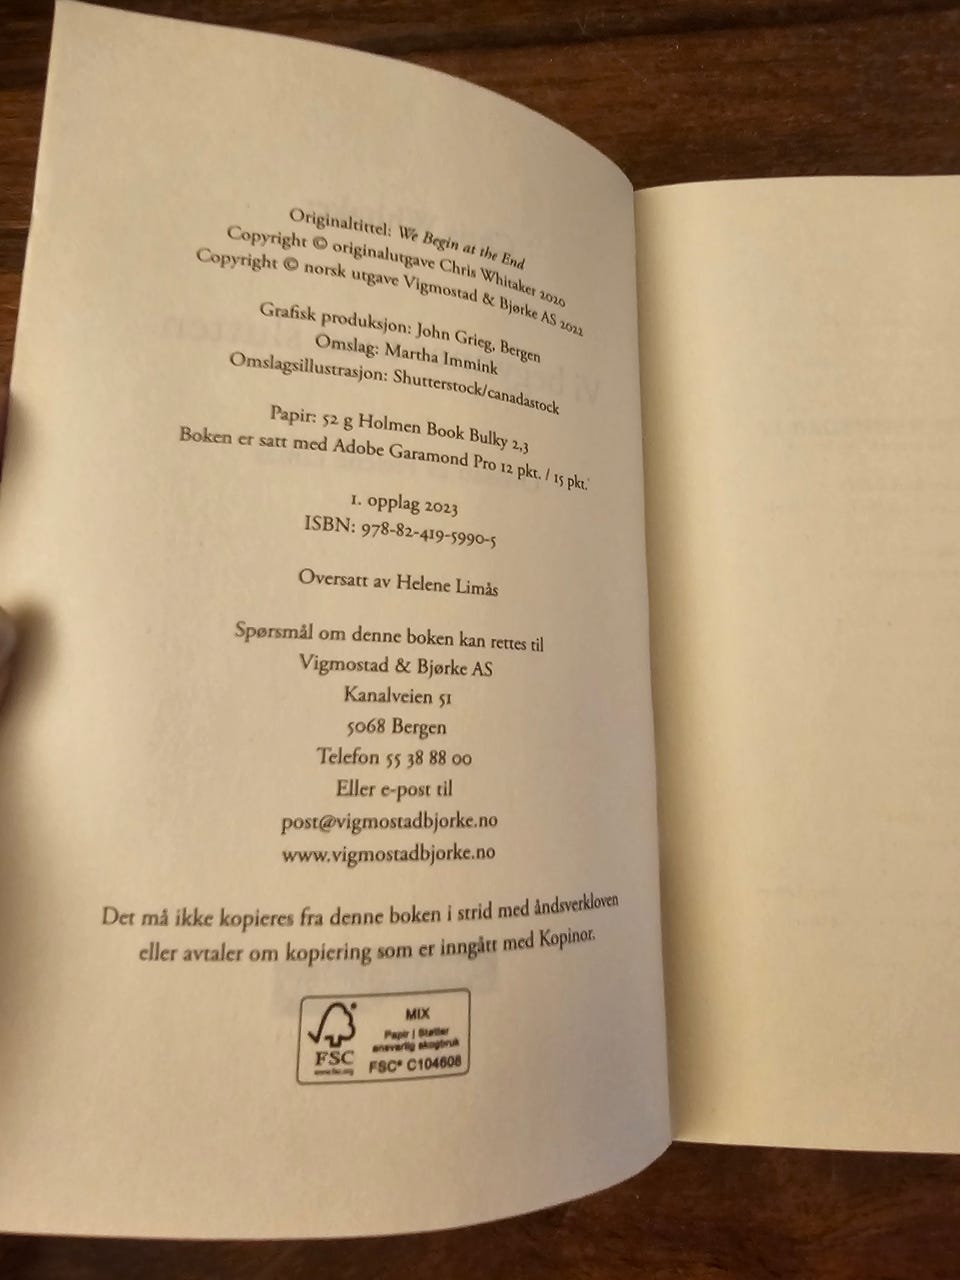 Originaltittel: We Begin at the End
Copyright © originalutgave Chris Whitaker 2020
Copyright © norsk utgave Vigmostad & Bjørke AS 2022
Grafisk produksjon: John Grieg, Bergen
Omslag: Martha Immink
Omslagsillustrasjon: Shutterstock/canadastock
Papir: 52 g Holmen Book Bulky 2,3
Boken er satt med Adobe Garamond Pro 12 pkt. / 15 pkt.
1. opplag 2023
ISBN: 978-82-419-5990-5
Oversatt av Helene Limås
Spørsmål om denne boken kan rettes til
Vigmostad & Bjørke AS
Kanalveien 51
5068 Bergen
Telefon 55 38 88 00
Eller e-post til
post@vigmostadbjorke.no
www.vigmostadbjorke.no
Det må ikke kopieres fra denne boken i strid med åndsverkloven
eller avtaler om kopiering som er inngått med Kopinor.
FSC
www.fsc.org
MIX
Papir | Støtter
ansvarlig skogbruk
FSC® C104608